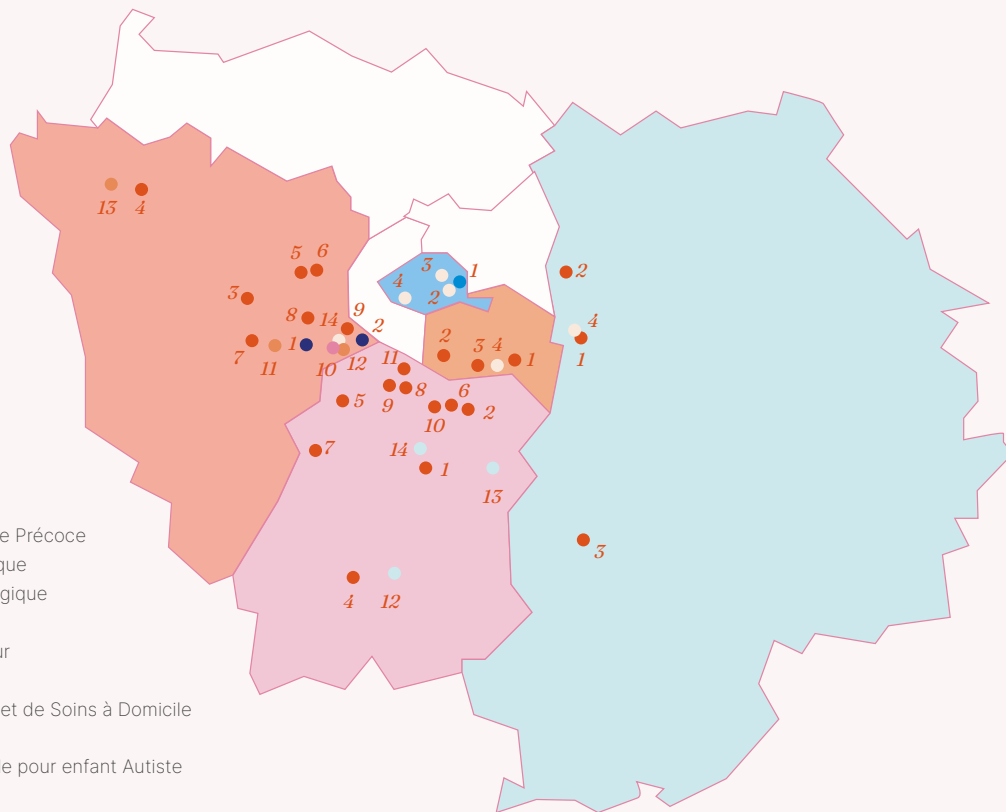 13 4
5 6
3
8 14 9 2
7 11 1 10 12
3 1
4 2
2 3 4 1
2
4
1
3
11
9 8 6
5 10 2
7 14 1
13
4 12
e Précoce
que
gique
ur
et de Soins à Domicile
e pour enfant Autiste